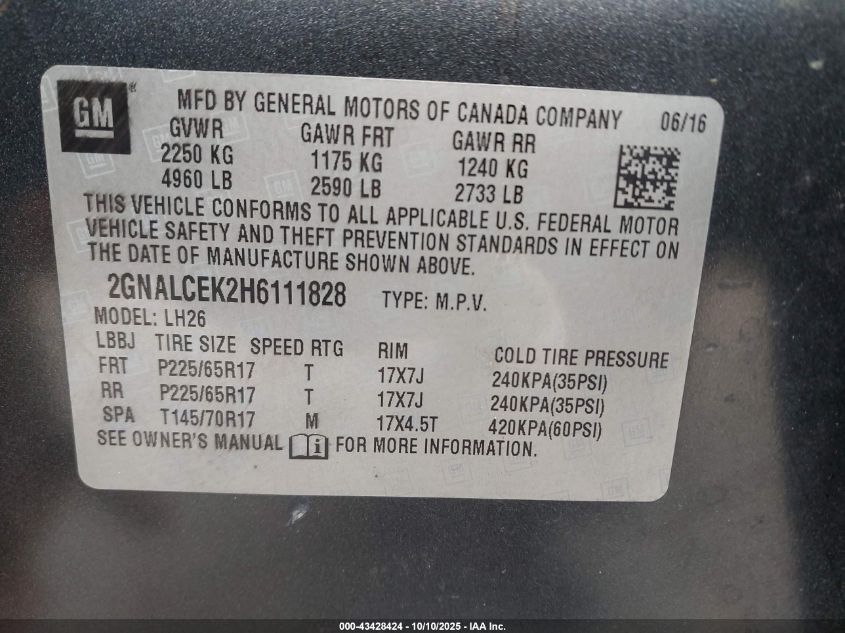 GM ®
MFD BY GENERAL MOTORS OF CANADA COMPANY 06/16
GVWR GAWR FRT GAWR RR
2250 KG 1175 KG 1240 KG
4960 LB 2590 LB 2733 LB
THIS VEHICLE CONFORMS TO ALL APPLICABLE U.S. FEDERAL MOTOR
VEHICLE SAFETY AND THEFT PREVENTION STANDARDS IN EFFECT ON
THE DATE OF MANUFACTURE SHOWN ABOVE.
2GNALCEK2H6111828 TYPE: M.P.V.
MODEL: LH26
LBBJ TIRE SIZE SPEED RTG RIM COLD TIRE PRESSURE
FRT P225/65R17 T 17X7J 240KPA(35PSI)
RR P225/65R17 T 17X7J 240KPA(35PSI)
SPA T145/70R17 M 17X4.5T 420KPA(60PSI)
SEE OWNER'S MANUAL i FOR MORE INFORMATION.
000-43428424 - 10/10/2025 - IAA Inc.